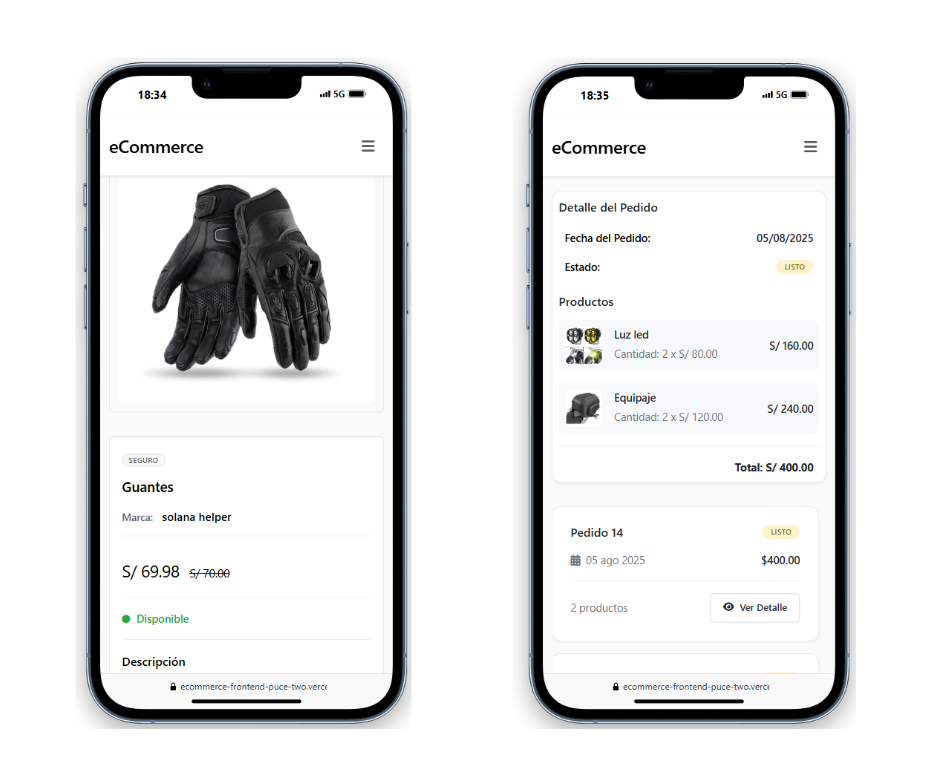 18:34
5G
eCommerce
SEGURO
Guantes
Marca: solana helper
S/ 69.98 S/ 70.00
Disponible
Descripción
ecommerce-frontend-puce-two.verce
18:35
5G
eCommerce
Detalle del Pedido
Fecha del Pedido: 05/08/2025
Estado: LISTO
Productos
Luz led
Cantidad: 2 x S/ 80.00 S/ 160.00
Equipaje
Cantidad: 2 x S/ 120.00 S/ 240.00
Total: S/ 400.00
Pedido 14 LISTO
05 ago 2025 $400.00
2 productos Ver Detalle
ecommerce-frontend-puce-two.verce